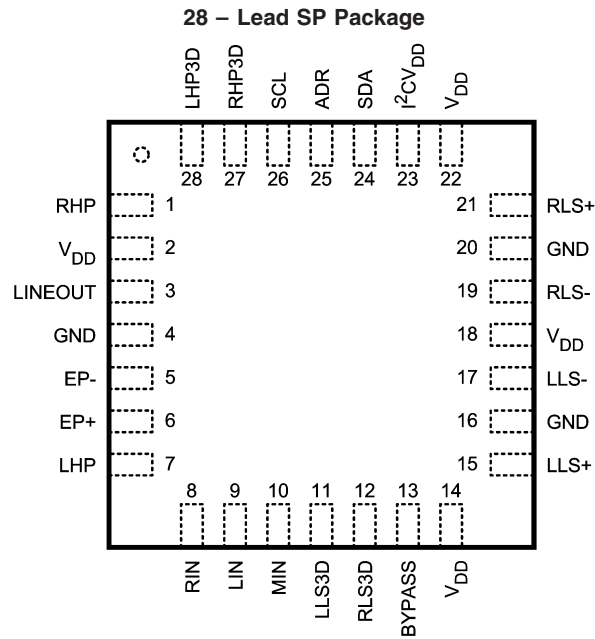 28 – Lead SP Package
LHP3D
RHP3D
SCL
ADR
SDA
I²CV_DD
V_DD
28
27
26
25
24
23
22
RHP 1
V_DD 2
LINEOUT 3
GND 4
EP- 5
EP+ 6
LHP 7
21 RLS+
20 GND
19 RLS-
18 V_DD
17 LLS-
16 GND
15 LLS+
8
9
10
11
12
13
14
RIN
LIN
MIN
LLS3D
RLS3D
BYPASS
V_DD